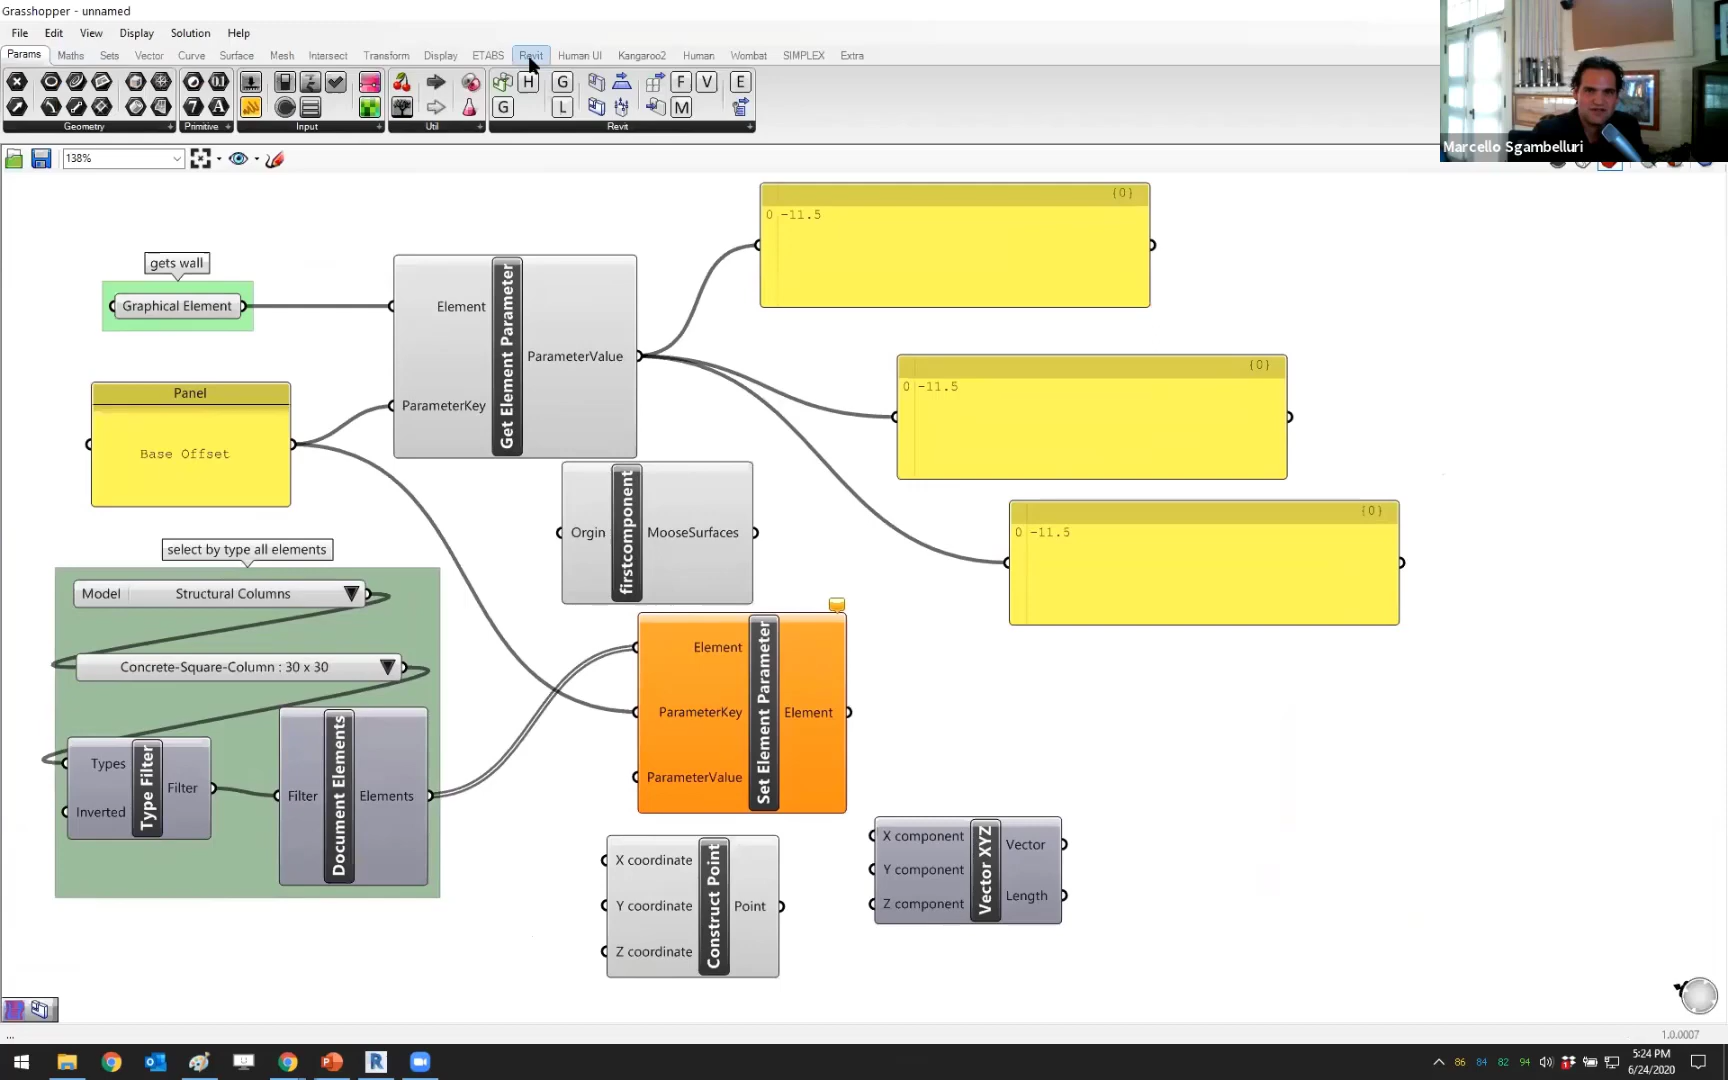 Grasshopper - unnamed
File Edit View Display Solution Help
Params Maths Sets Vector Curve Surface Mesh Intersect Transform Display ETABS Revit Human UI Kangaroo2 Human Wombat SIMPLEX Extra
H G F V E
7 A G L M
Geometry Primitive Input Util Revit
138%
Marcello Sgambelluri
gets wall
Graphical Element
Element
ParameterKey
Get Element Parameter
ParameterValue
{0}
0 -11.5
{0}
0 -11.5
{0}
0 -11.5
Panel
Base Offset
Orgin
firstcomponent
MooseSurfaces
select by type all elements
Model Structural Columns
Concrete-Square-Column : 30 x 30
Types
Inverted
Type Filter
Filter
Filter
Document Elements
Elements
Element
ParameterKey
ParameterValue
Set Element Parameter
Element
X coordinate
Y coordinate
Z coordinate
Construct Point
Point
X component
Y component
Z component
Vector XYZ
Vector
Length
...
1.0.0007
86 84 82 94
5:24 PM
6/24/2020